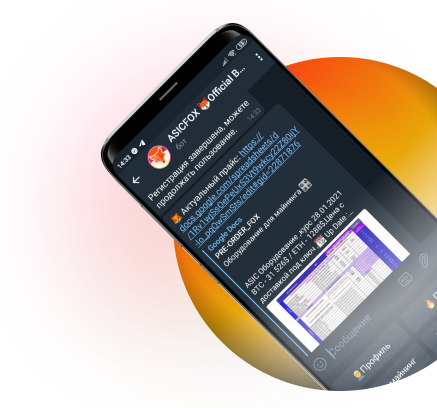 14:33
ASICFOX 🦊Official B...
бот
Регистрация завершена, можете
продолжать пользование.
14:33
🦊 Актуальный прайс: https://
docs.google.com/spreadsheets/d
Google Docs
PRE-ORDER_FOX
Оборудование для майнинга 🎛
ASIC Оборудование ,курс 28.01.2021
BTC - 31 526$ / ETH - 1288$,Цена с
доставкой под ключ 📅 Up Date :_
Сообщение
Профиль
майнинг